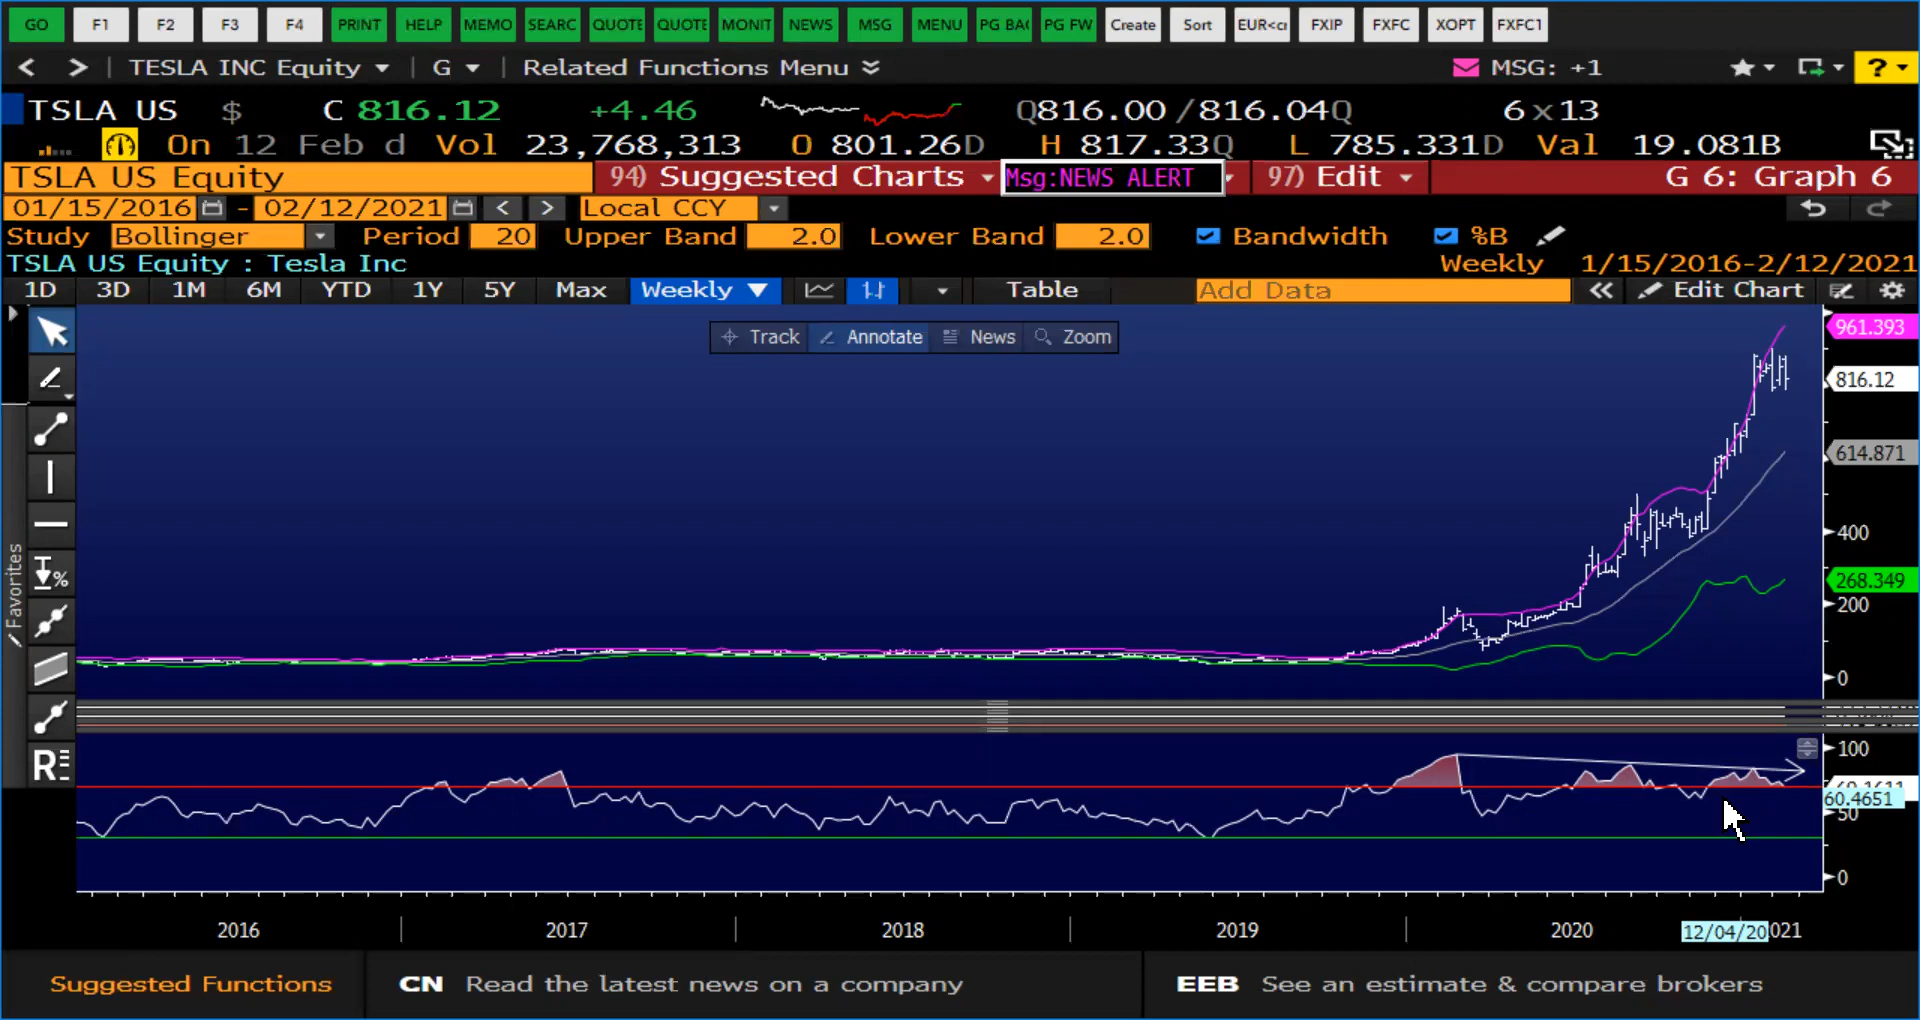 GO F1 F2 F3 F4 PRINT HELP MEMO SEARC QUOTE QUOTE MONIT NEWS MSG MENU PG BA PG FW Create Sort EUR<cr FXIP FXFC XOPT FXFC1
< > TESLA INC Equity G Related Functions Menu MSG: +1 ?
TSLA US $ C 816.12 +4.46 Q816.00 /816.04Q 6 x 13
On 12 Feb d Vol 23,768,313 O 801.26D H 817.33Q L 785.331D Val 19.081B
TSLA US Equity 94) Suggested Charts Msg:NEWS ALERT 97) Edit G 6: Graph 6
01/15/2016 - 02/12/2021 < > Local CCY
Study Bollinger Period 20 Upper Band 2.0 Lower Band 2.0 Bandwidth %B
TSLA US Equity : Tesla Inc Weekly 1/15/2016-2/12/2021
1D 3D 1M 6M YTD 1Y 5Y Max Weekly Table Add Data Edit Chart
Track Annotate News Zoom
961.393
816.12
614.871
400
268.349
200
0
Favorites
%
R
100
60.4651
50
0
2016 2017 2018 2019 2020 12/04/20 021
Suggested Functions CN Read the latest news on a company EEB See an estimate & compare brokers